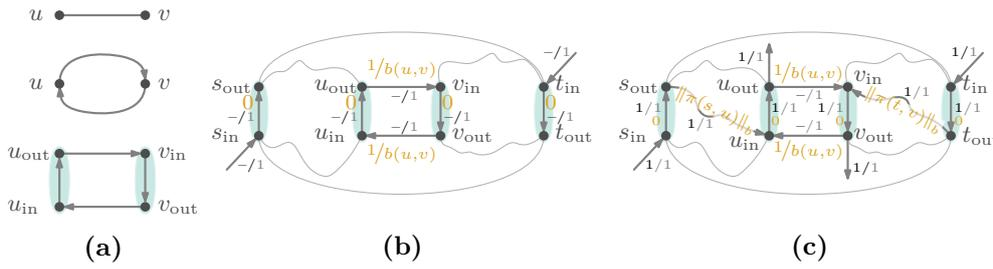 u v
u v
u_out v_in
u_in v_out
(a)
-/1
1/b(u,v)
s_out u_out v_in t_in
0 0 0 0
-/1 -/1 -/1 -/1 -/1
-/1
s_in u_in v_out t_out
1/b(u,v)
-/1
(b)
1/1 1/1
1/b(u,v) v_in
s_out u_out t_in
-/1 1/1
1/1 ||π(s,u)||_b 1/1 1/1 ||π(t,v)||_b 1/1
0 1/1 0 0 0
-/1
s_in u_in v_out t_out
1/b(u,v)
1/1 1/1
(c)